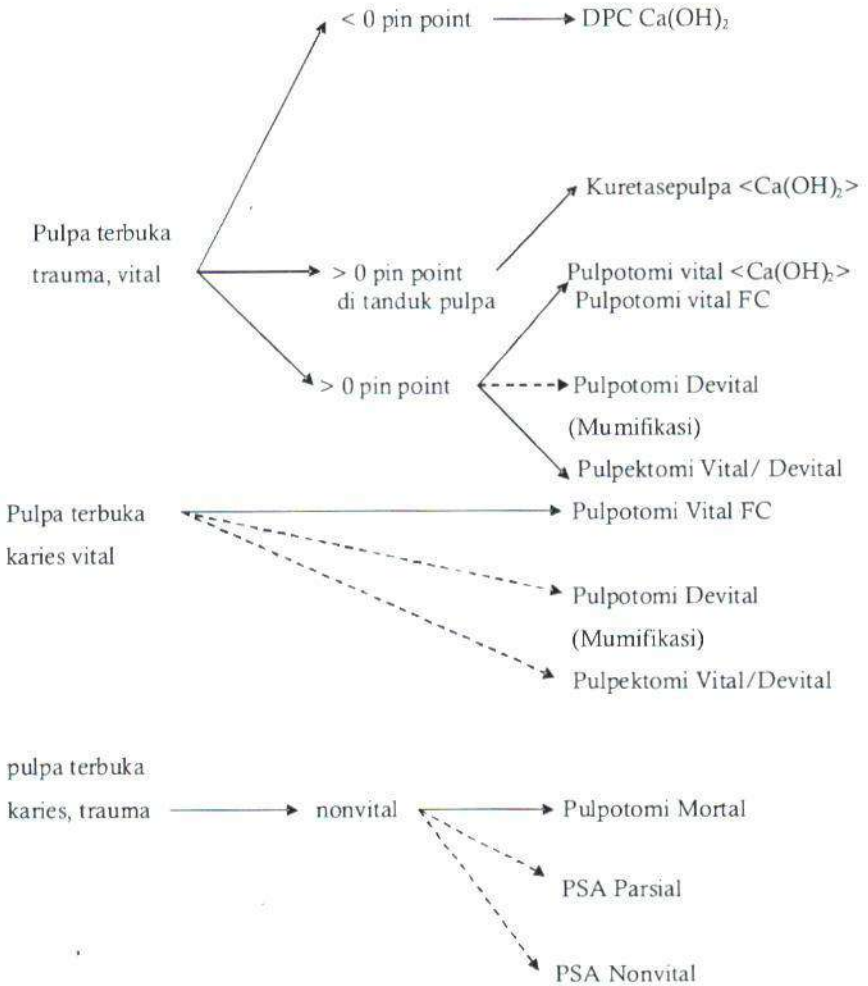 < 0 pin point
DPC Ca(OH)₂
Kuretasepulpa <Ca(OH)₂>
Pulpa terbuka
trauma, vital
> 0 pin point
di tanduk pulpa
Pulpotomi vital <Ca(OH)₂>
Pulpotomi vital FC
> 0 pin point
Pulpotomi Devital
(Mumifikasi)
Pulpektomi Vital/ Devital
Pulpa terbuka
karies vital
Pulpotomi Vital FC
Pulpotomi Devital
(Mumifikasi)
Pulpektomi Vital/Devital
pulpa terbuka
karies, trauma
nonvital
Pulpotomi Mortal
PSA Parsial
PSA Nonvital